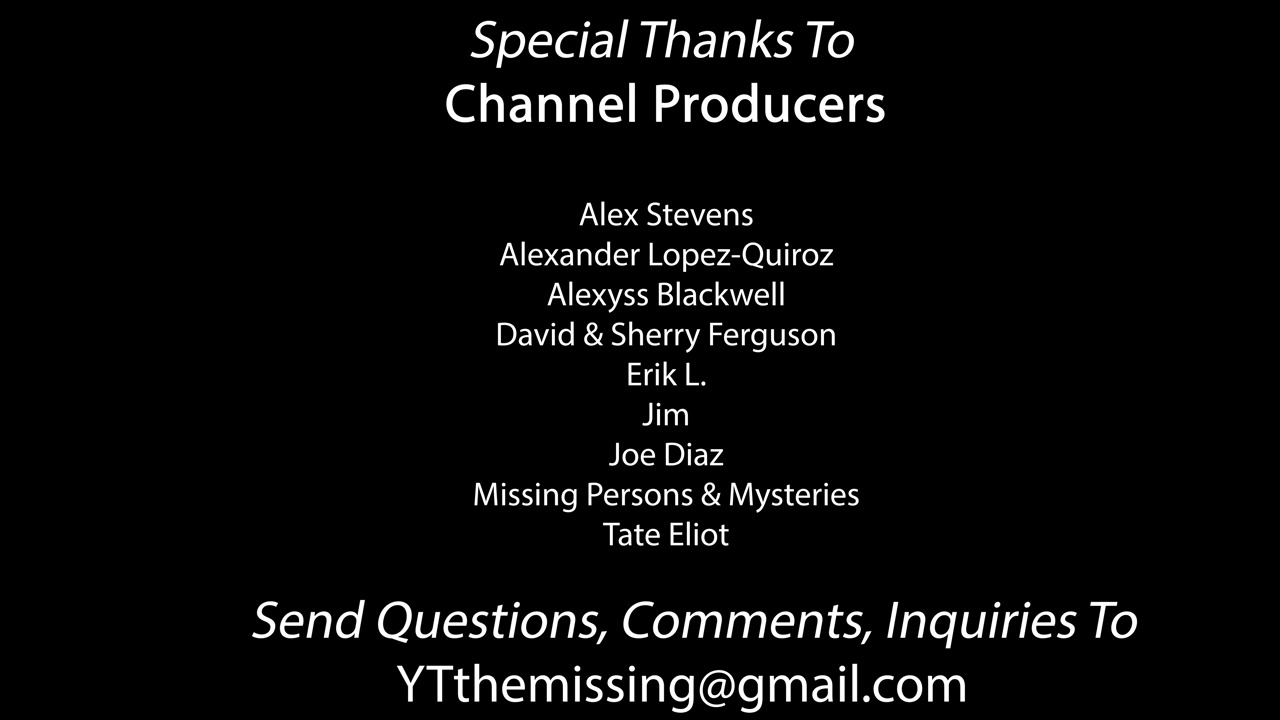 Special Thanks To
Channel Producers
Alex Stevens
Alexander Lopez-Quiroz
Alexyss Blackwell
David & Sherry Ferguson
Erik L.
Jim
Joe Diaz
Missing Persons & Mysteries
Tate Eliot
Send Questions, Comments, Inquiries To
YTthemissing@gmail.com